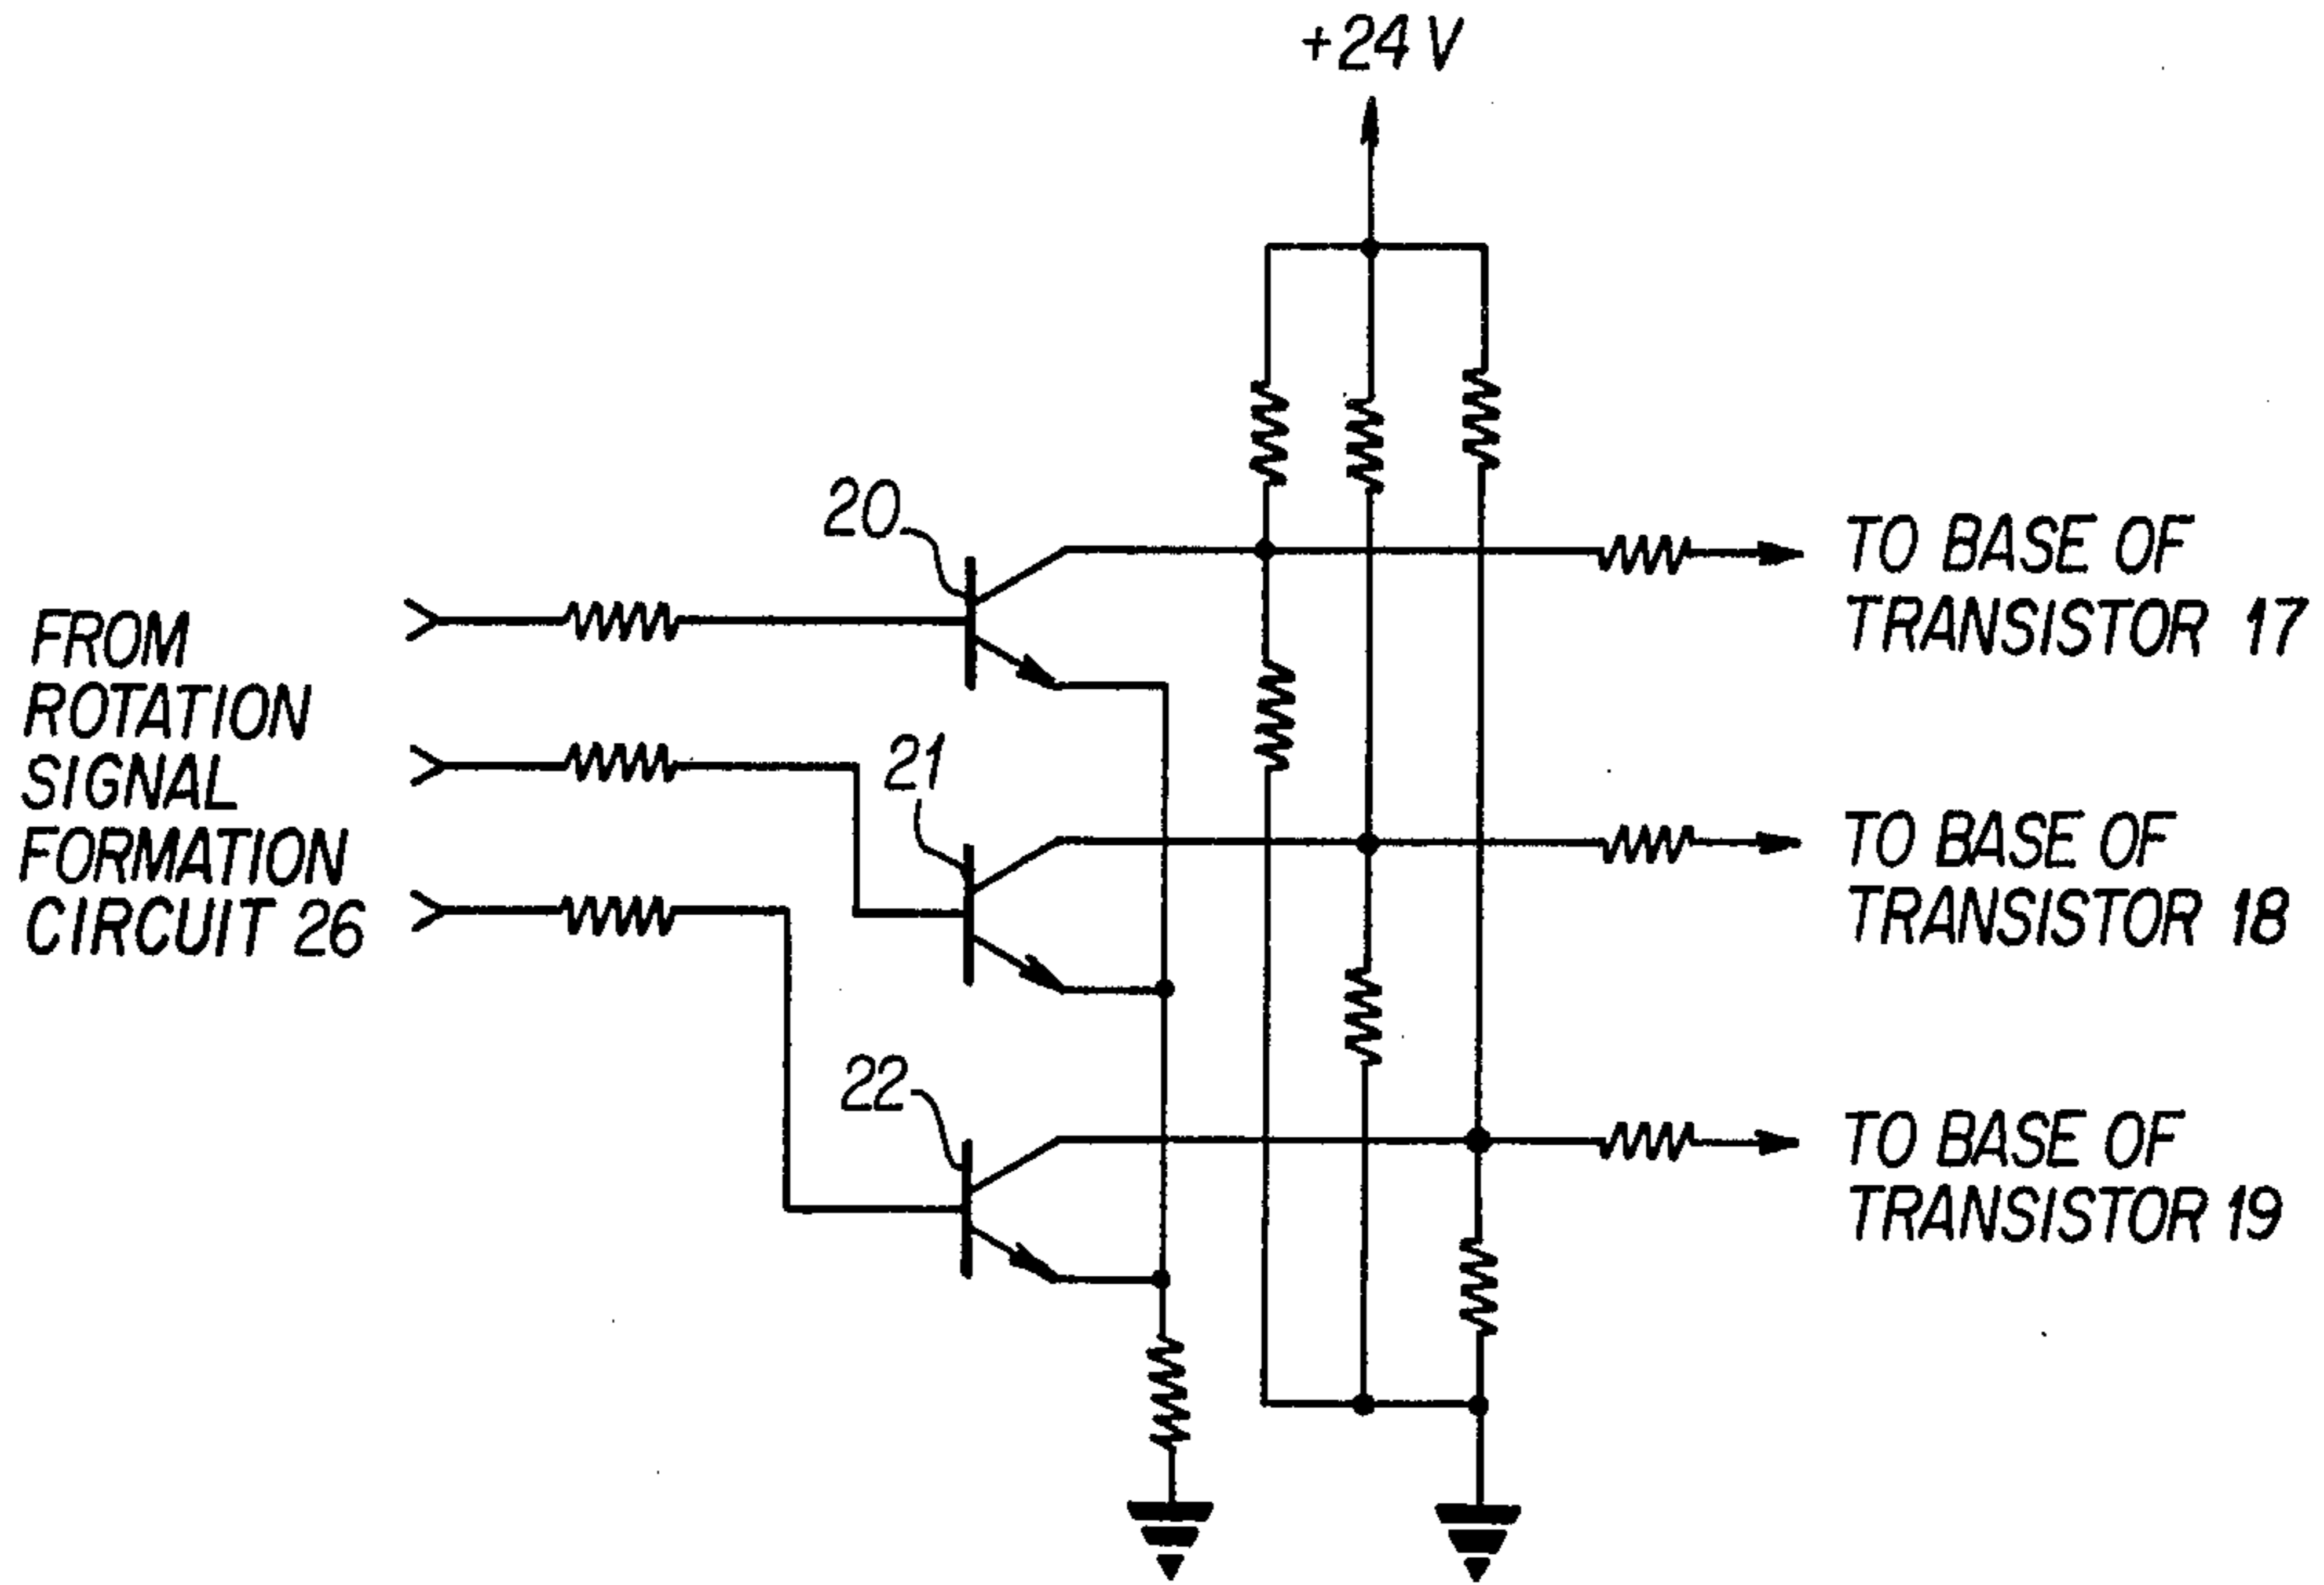 +24V
20
TO BASE OF
TRANSISTOR 17
FROM
ROTATION
SIGNAL
FORMATION
CIRCUIT 26
21
TO BASE OF
TRANSISTOR 18
22
TO BASE OF
TRANSISTOR 19